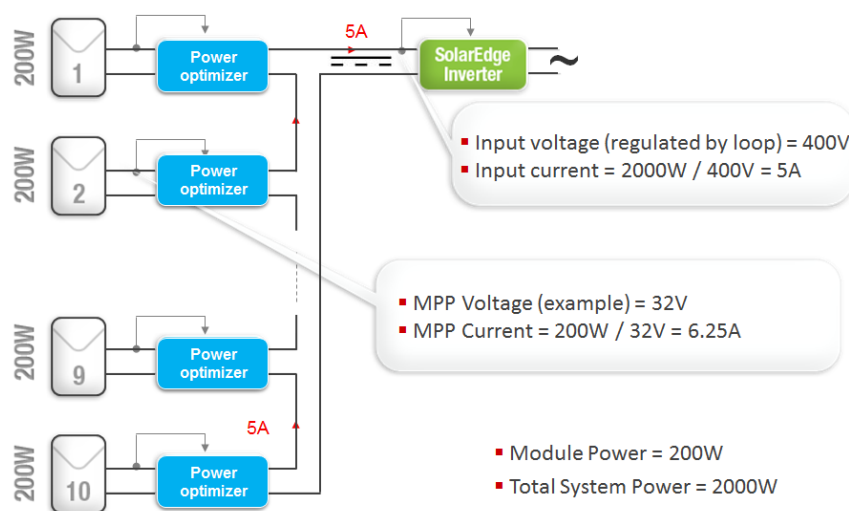 5A
200W
1
Power
optimizer
SolarEdge
Inverter
~
▪ Input voltage (regulated by loop) = 400V
▪ Input current = 2000W / 400V = 5A
200W
2
Power
optimizer
▪ MPP Voltage (example) = 32V
▪ MPP Current = 200W / 32V = 6.25A
200W
9
Power
optimizer
5A
200W
10
Power
optimizer
▪ Module Power = 200W
▪ Total System Power = 2000W